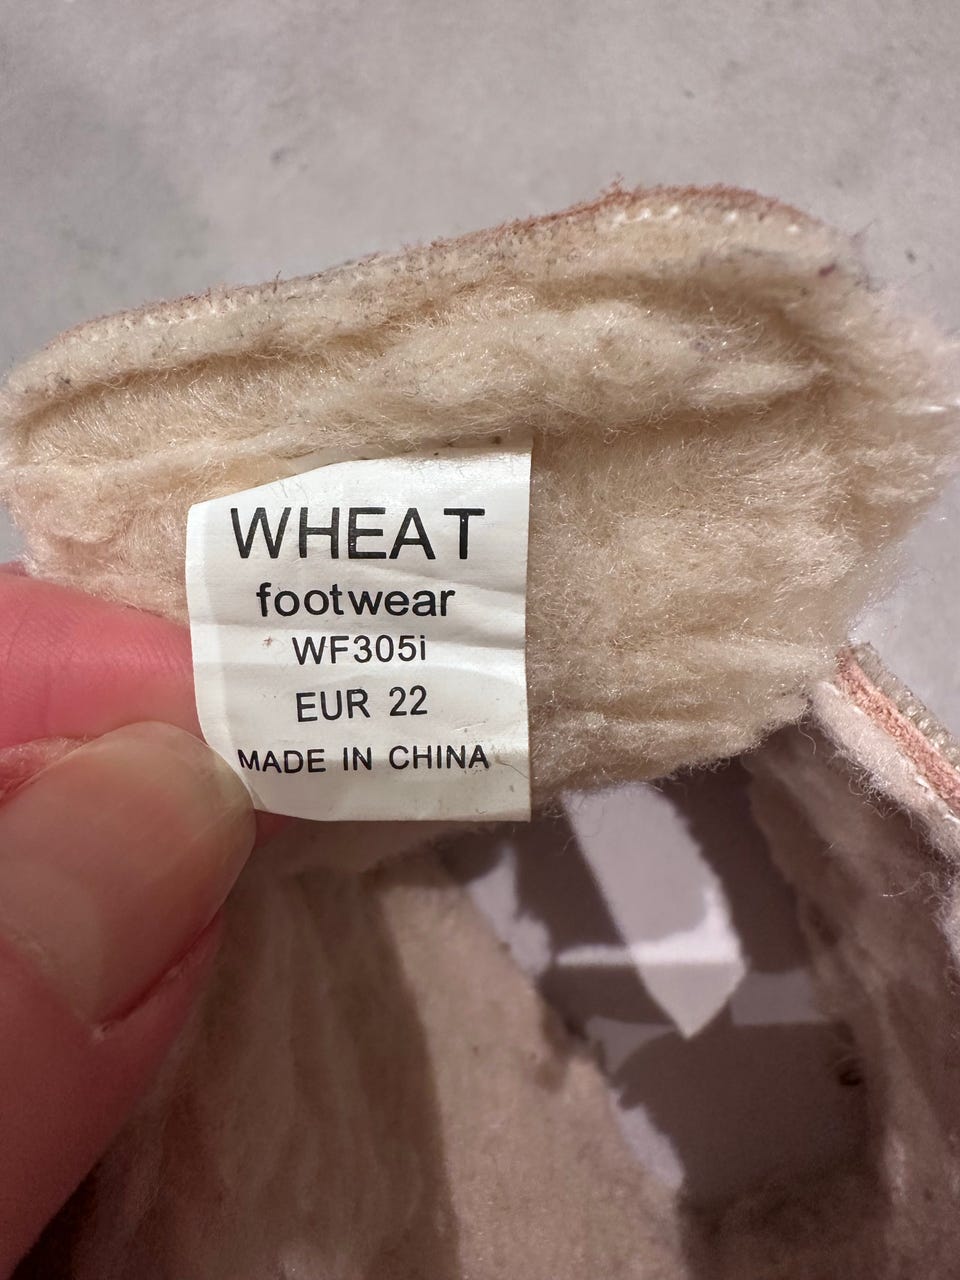 WHEAT
footwear
WF305i
EUR 22
MADE IN CHINA